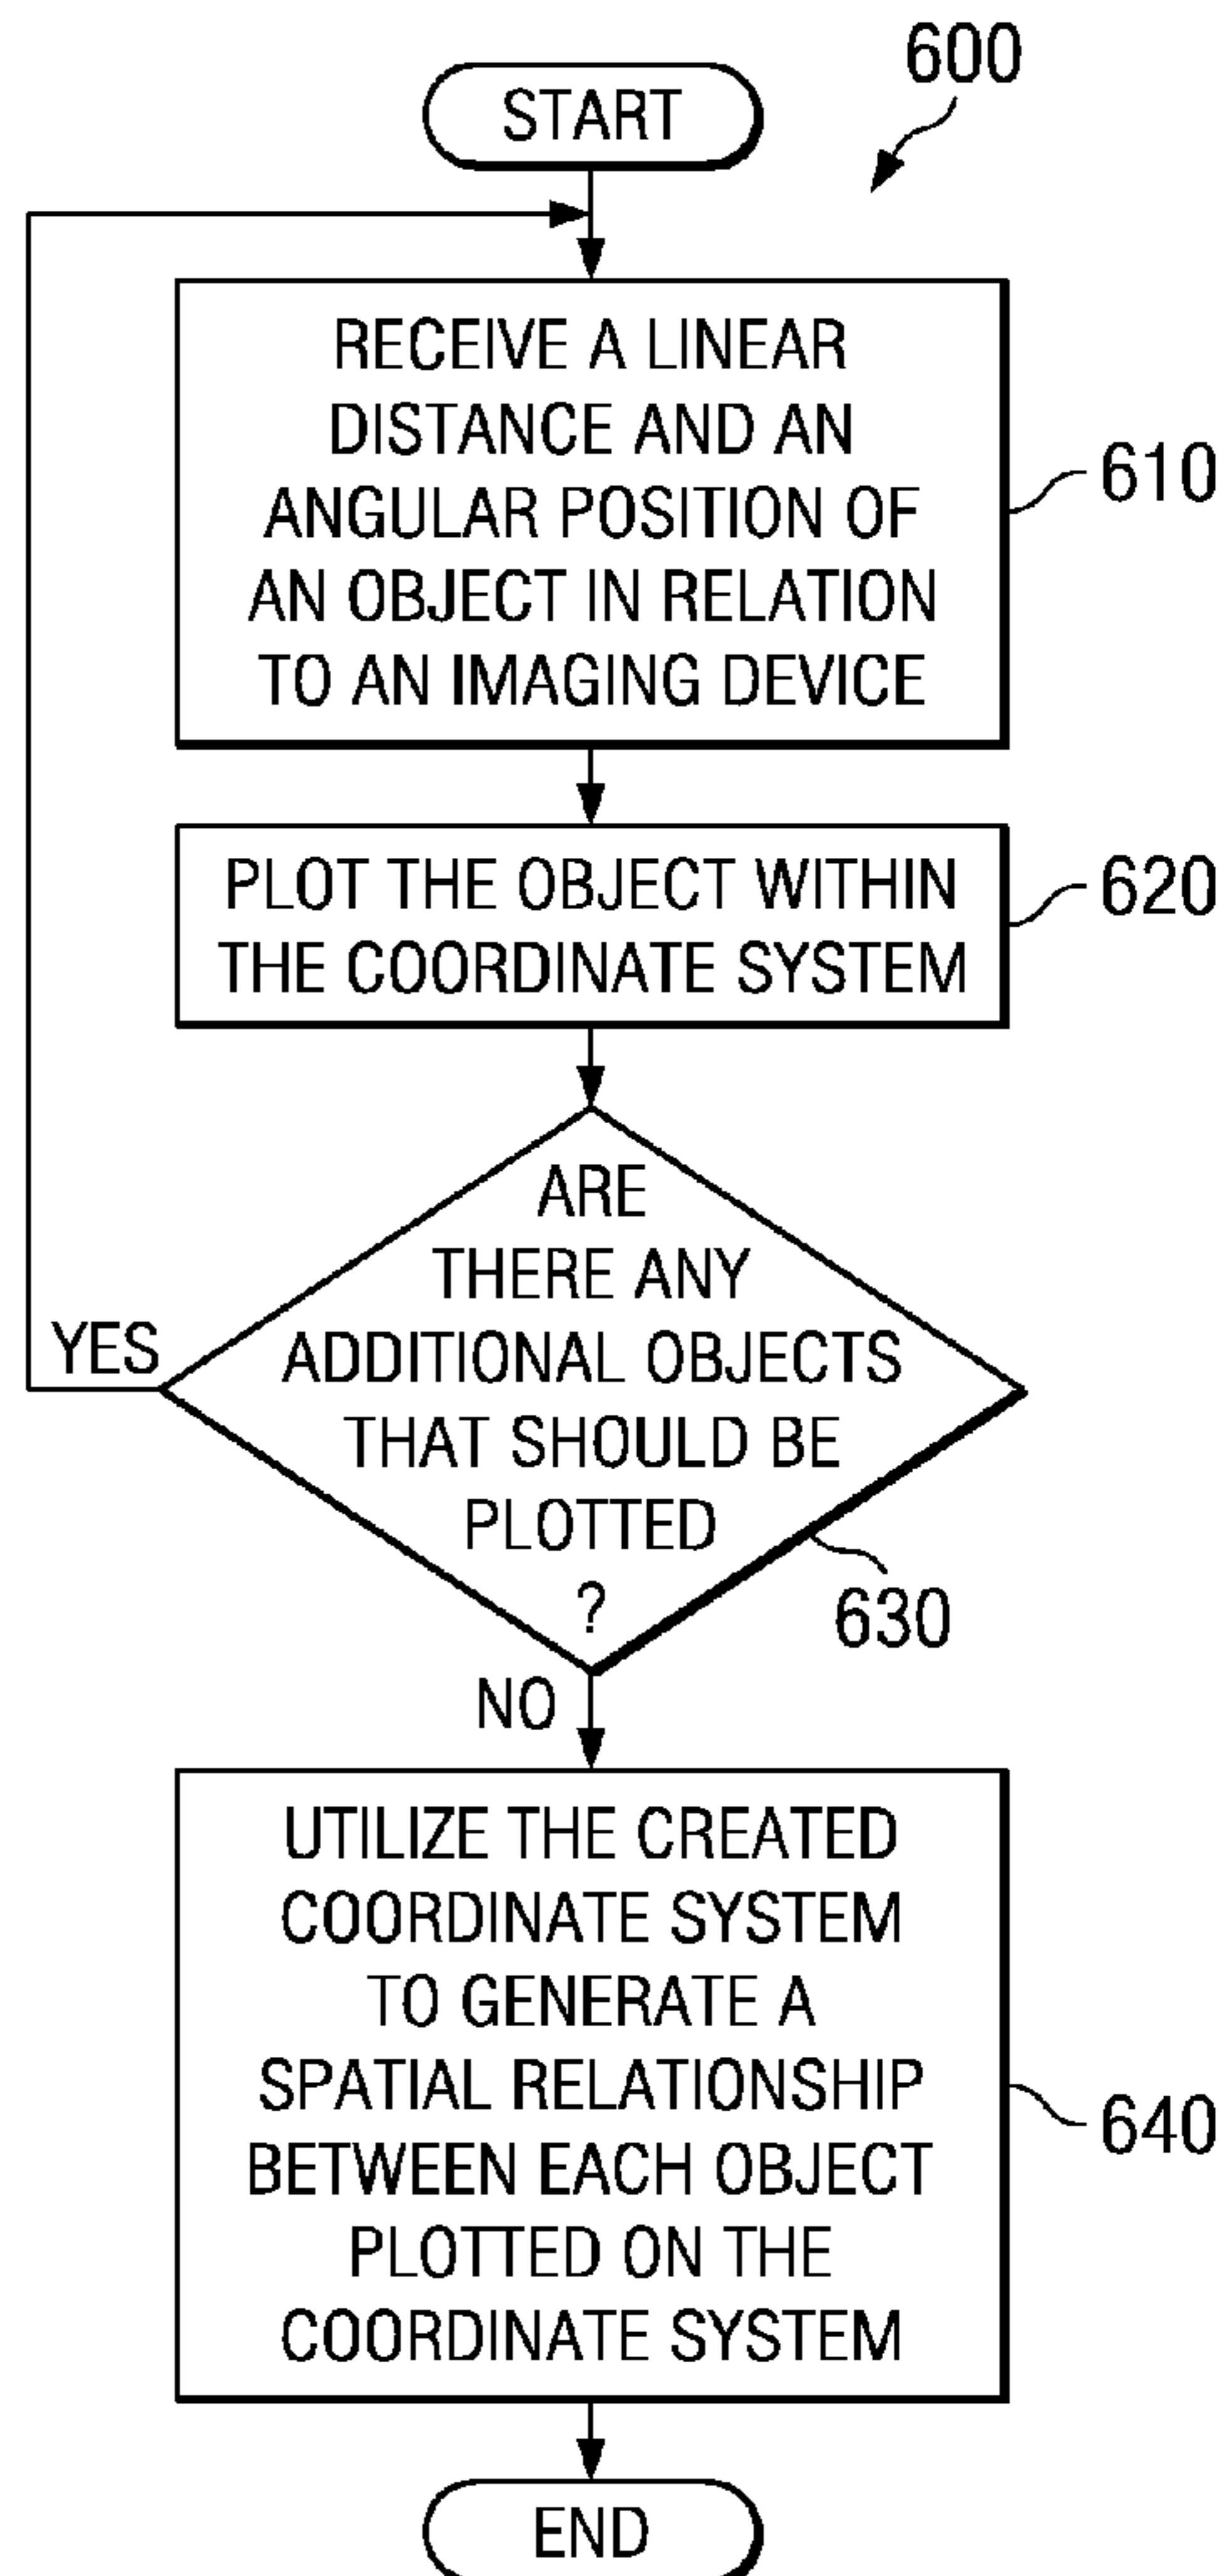 600
START
RECEIVE A LINEAR
DISTANCE AND AN
ANGULAR POSITION OF
AN OBJECT IN RELATION
TO AN IMAGING DEVICE
610
PLOT THE OBJECT WITHIN
THE COORDINATE SYSTEM
620
ARE
THERE ANY
ADDITIONAL OBJECTS
THAT SHOULD BE
PLOTTED
?
YES
630
NO
UTILIZE THE CREATED
COORDINATE SYSTEM
TO GENERATE A
SPATIAL RELATIONSHIP
BETWEEN EACH OBJECT
PLOTTED ON THE
COORDINATE SYSTEM
640
END